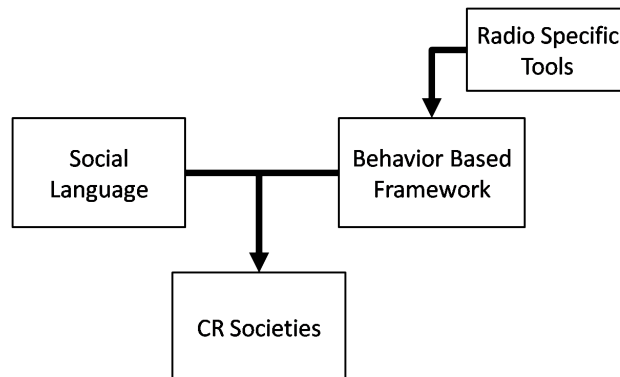 Radio Specific
Tools
Social
Language
Behavior Based
Framework
CR Societies